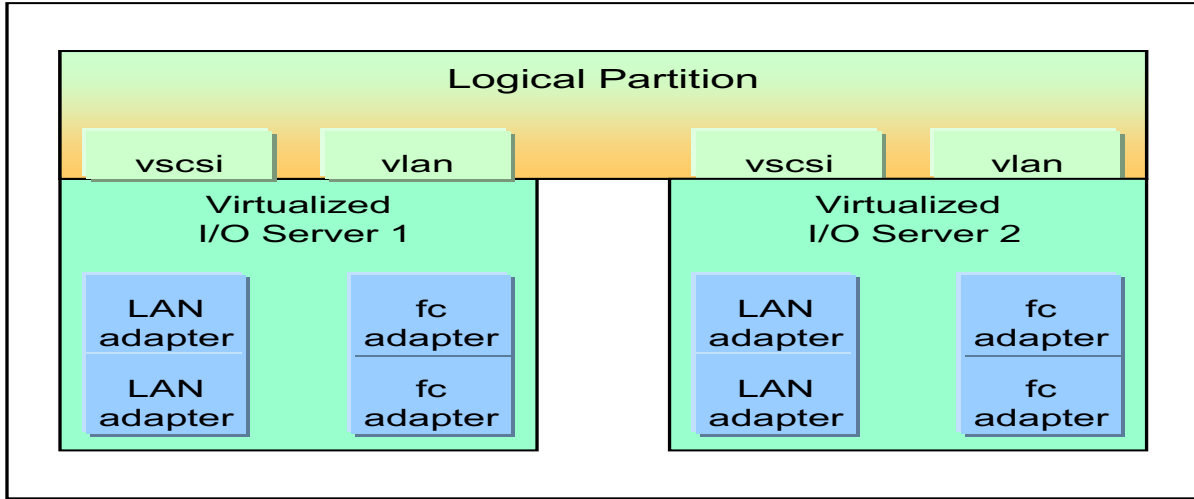 Logical Partition
vscsi
vlan
vscsi
vlan
Virtualized
I/O Server 1
LAN
adapter
fc
adapter
LAN
adapter
fc
adapter
Virtualized
I/O Server 2
LAN
adapter
fc
adapter
LAN
adapter
fc
adapter